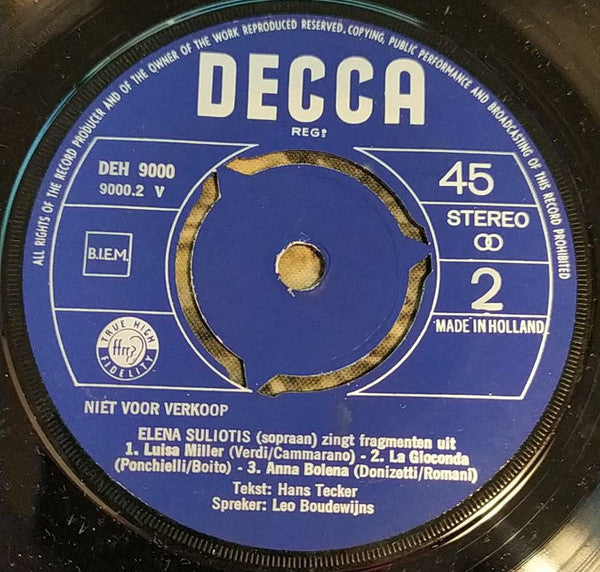 ALL RIGHTS OF THE RECORD PRODUCER AND OF THE OWNER OF THE WORK REPRODUCED RESERVED. COPYING, PUBLIC PERFORMANCE AND BROADCASTING OF THIS RECORD PROHIBITED
DECCA
REGD
DEH 9000
9000.2 V
45
STEREO
B.I.E.M.
2
MADE IN HOLLAND
TRUE HIGH
ffrr
FIDELITY
NIET VOOR VERKOOP
ELENA SULIOTIS (sopraan) zingt fragmenten uit
1. Luisa Miller (Verdi/Cammarano) - 2. La Gioconda
(Ponchielli/Boito) - 3. Anna Bolena (Donizetti/Romani)
Tekst: Hans Tecker
Spreker: Leo Boudewijns